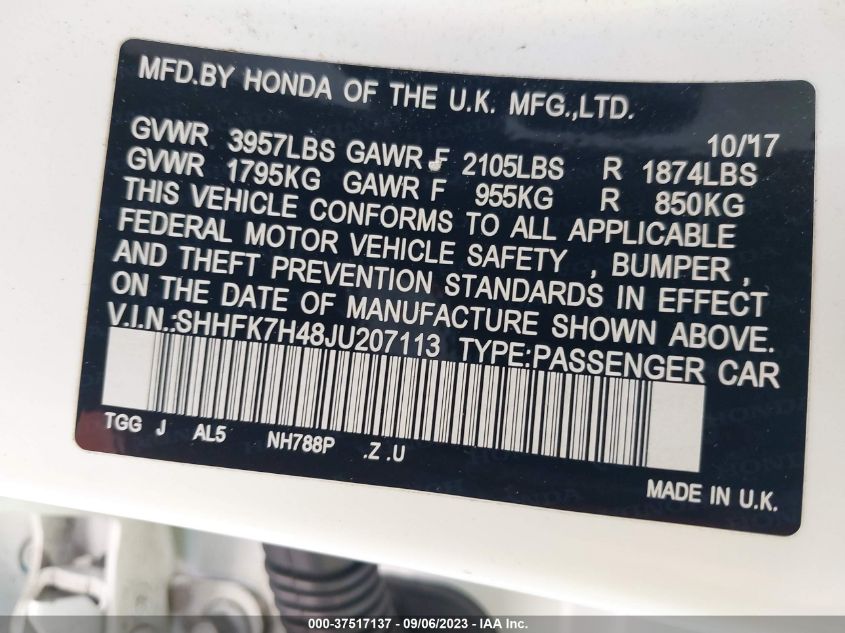 MFD.BY HONDA OF THE U.K. MFG.,LTD.
10/17
GVWR 3957LBS GAWR F 2105LBS R 1874LBS
GVWR 1795KG GAWR F 955KG R 850KG
THIS VEHICLE CONFORMS TO ALL APPLICABLE
FEDERAL MOTOR VEHICLE SAFETY , BUMPER ,
AND THEFT PREVENTION STANDARDS IN EFFECT
ON THE DATE OF MANUFACTURE SHOWN ABOVE.
V.I.N.:SHHFK7H48JU207113 TYPE:PASSENGER CAR
TGG J AL5 NH788P .Z .U
MADE IN U.K.
000-37517137 - 09/06/2023 - IAA Inc.